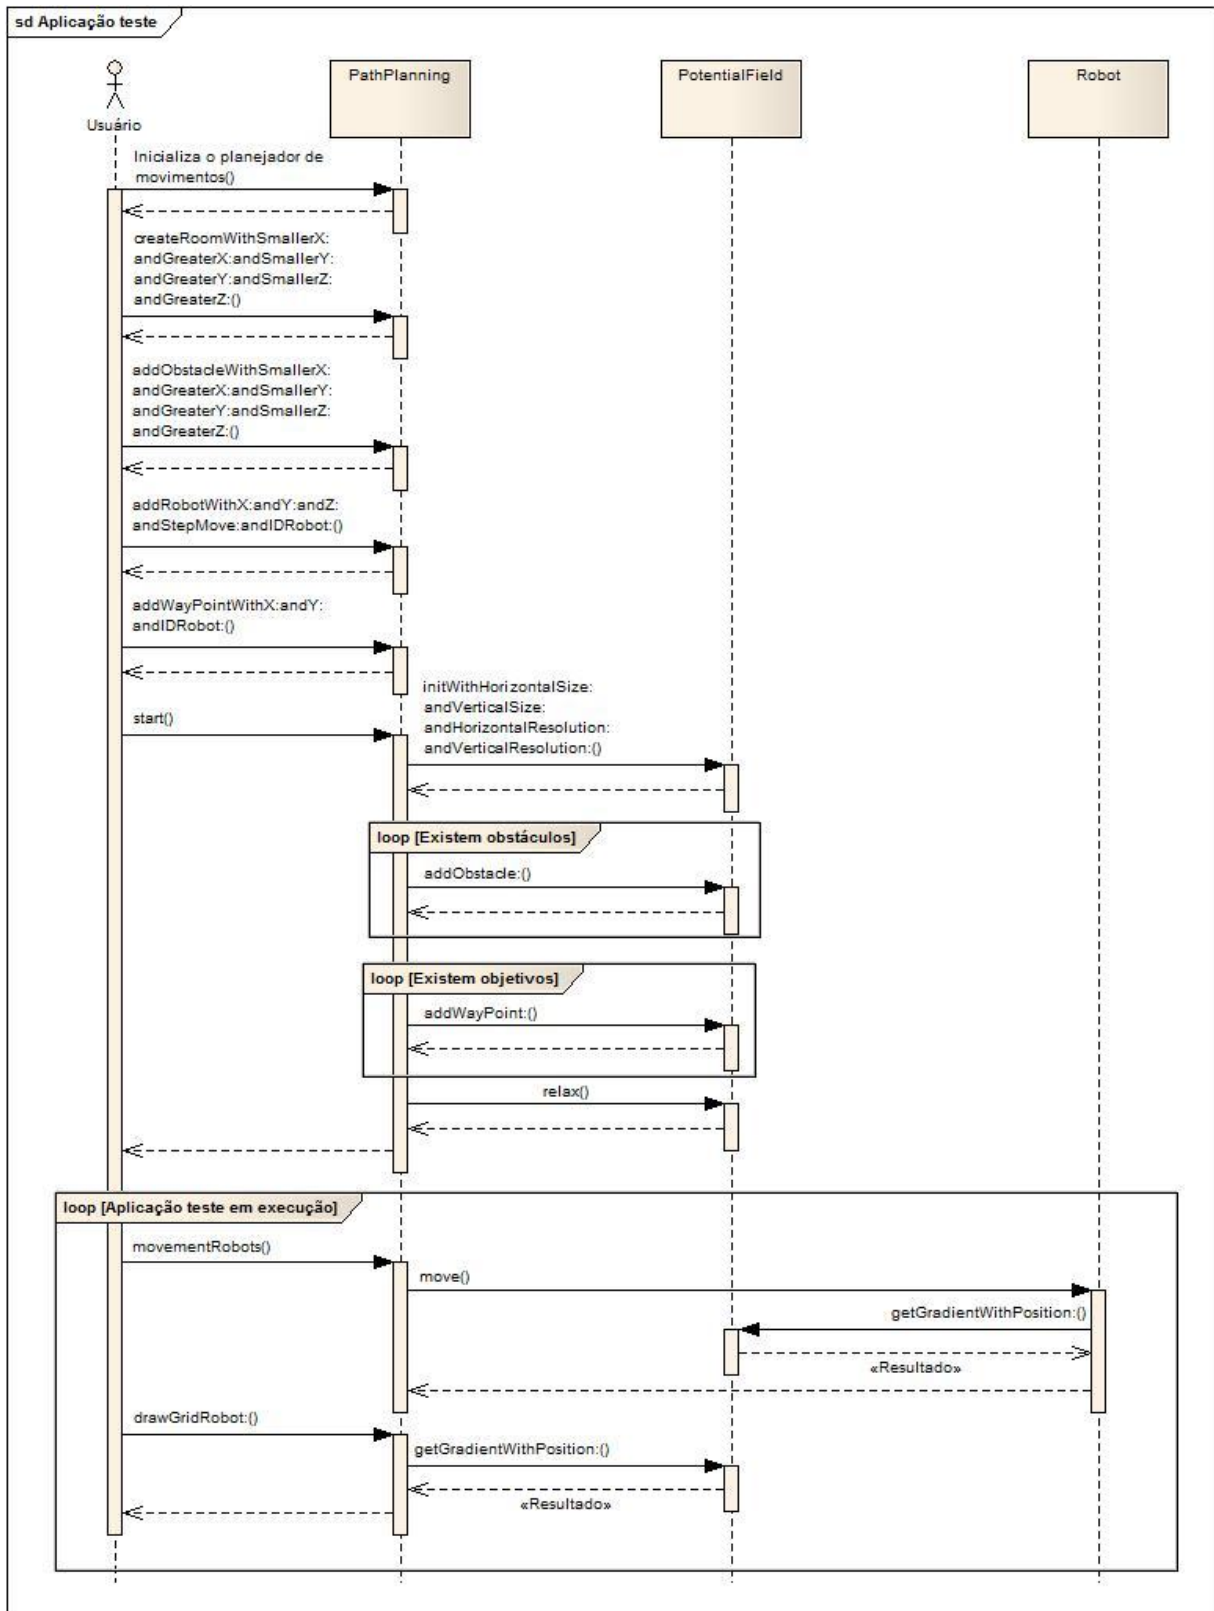 sd Aplicação teste
Usuário
PathPlanning
PotentialField
Robot
Inicializa o planejador de
movimentos()
createRoomWithSmallerX:
andGreaterX:andSmallerY:
andGreaterY:andSmallerZ:
andGreaterZ:()
addObstacleWithSmallerX:
andGreaterX:andSmallerY:
andGreaterY:andSmallerZ:
andGreaterZ:()
addRobotWithX:andY:andZ:
andStepMove:andIDRobot:()
addWayPointWithX:andY:
andIDRobot:()
start()
initWithHorizontalSize:
andVerticalSize:
andHorizontalResolution:
andVerticalResolution:()
loop [Existem obstáculos]
addObstacle:()
loop [Existem objetivos]
addWayPoint:()
relax()
loop [Aplicação teste em execução]
movementRobots()
move()
getGradientWithPosition:()
«Resultado»
drawGridRobot:()
getGradientWithPosition:()
«Resultado»